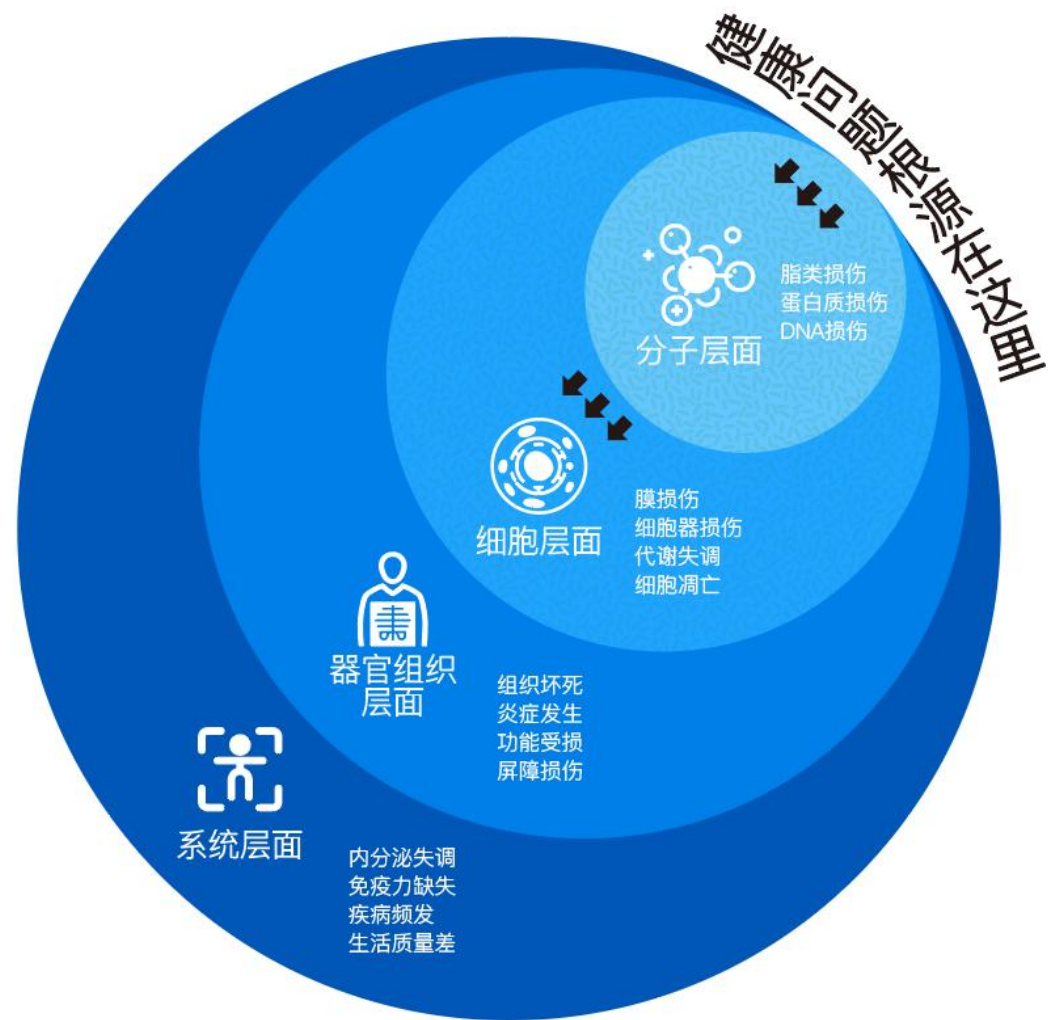 健康问题根源在这里
脂类损伤
蛋白质损伤
DNA损伤
分子层面
膜损伤
细胞器损伤
代谢失调
细胞凋亡
细胞层面
组织坏死
炎症发生
功能受损
屏障损伤
器官组织
层面
内分泌失调
免疫力缺失
疾病频发
生活质量差
系统层面